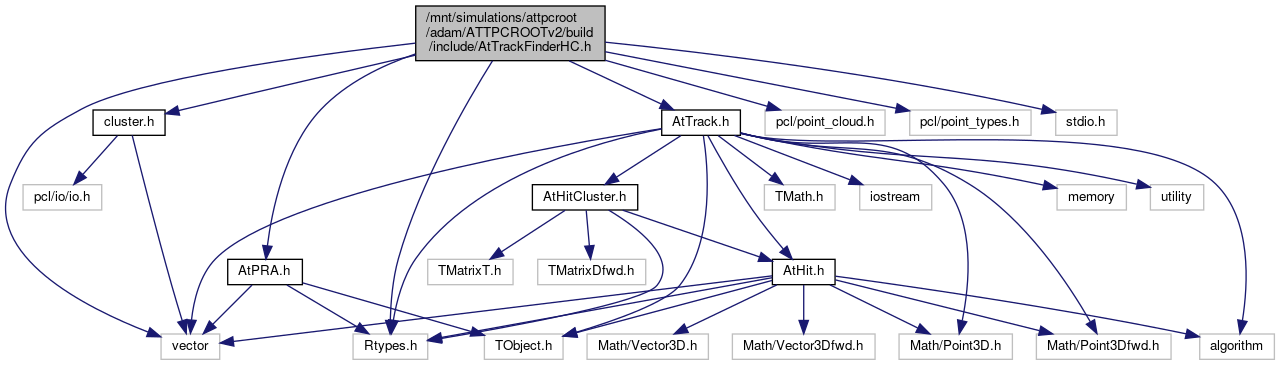 /mnt/simulations/attpcroot
/adam/ATTPCROOTv2/build
/include/AtTrackFinderHC.h
cluster.h
AtTrack.h
pcl/point_cloud.h
pcl/point_types.h
stdio.h
pcl/io/io.h
AtHitCluster.h
TMath.h
iostream
memory
utility
AtPRA.h
TMatrixT.h
TMatrixDfwd.h
AtHit.h
vector
Rtypes.h
TObject.h
Math/Vector3D.h
Math/Vector3Dfwd.h
Math/Point3D.h
Math/Point3Dfwd.h
algorithm